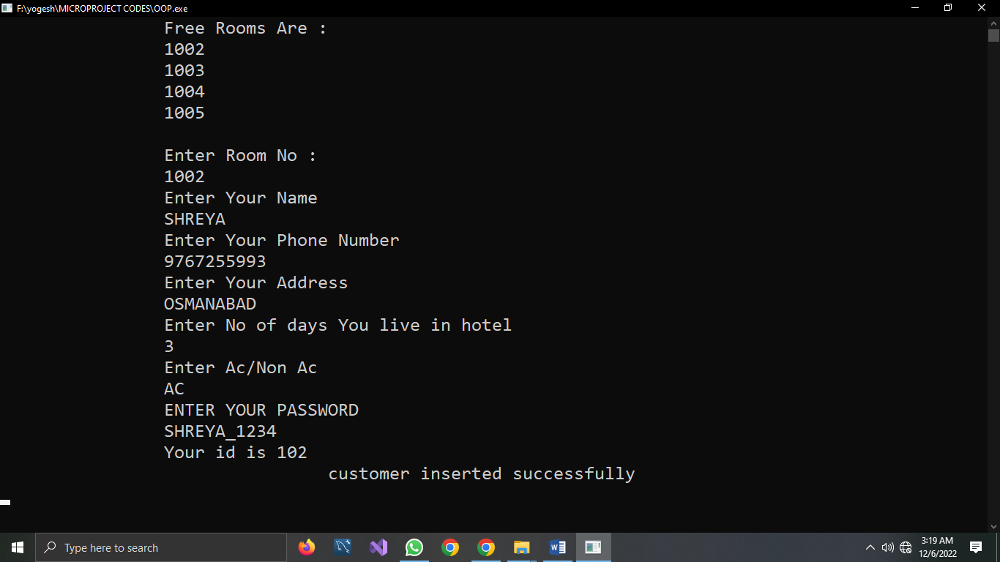 F:\yogesh\MICROPROJECT CODES\OOP.exe
Free Rooms Are :
1002
1003
1004
1005
Enter Room No :
1002
Enter Your Name
SHREYA
Enter Your Phone Number
9767255993
Enter Your Address
OSMANABAD
Enter No of days You live in hotel
3
Enter Ac/Non Ac
AC
ENTER YOUR PASSWORD
SHREYA_1234
Your id is 102
customer inserted successfully
Type here to search
3:19 AM
12/6/2022